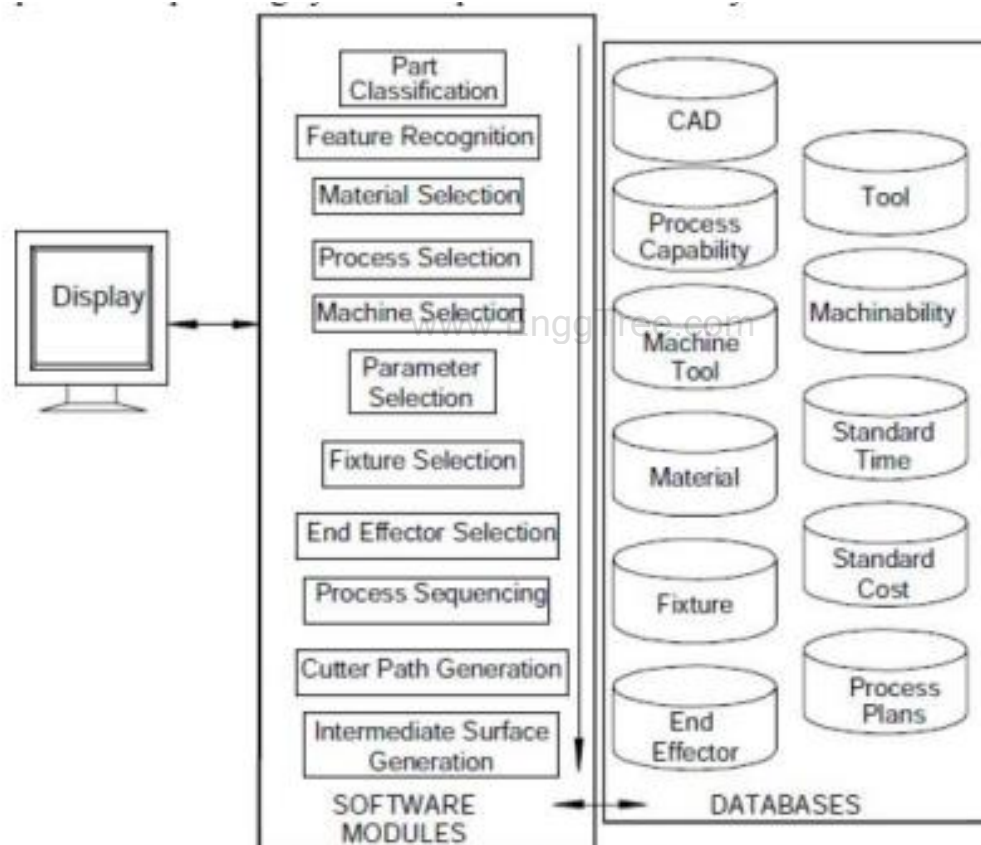 Display
Part
Classification
Feature Recognition
Material Selection
Process Selection
Machine Selection
Parameter
Selection
Fixture Selection
End Effector Selection
Process Sequencing
Cutter Path Generation
Intermediate Surface
Generation
SOFTWARE
MODULES
CAD
Process
Capability
Machine
Tool
Material
Fixture
End
Effector
Tool
Machinability
Standard
Time
Standard
Cost
Process
Plans
DATABASES